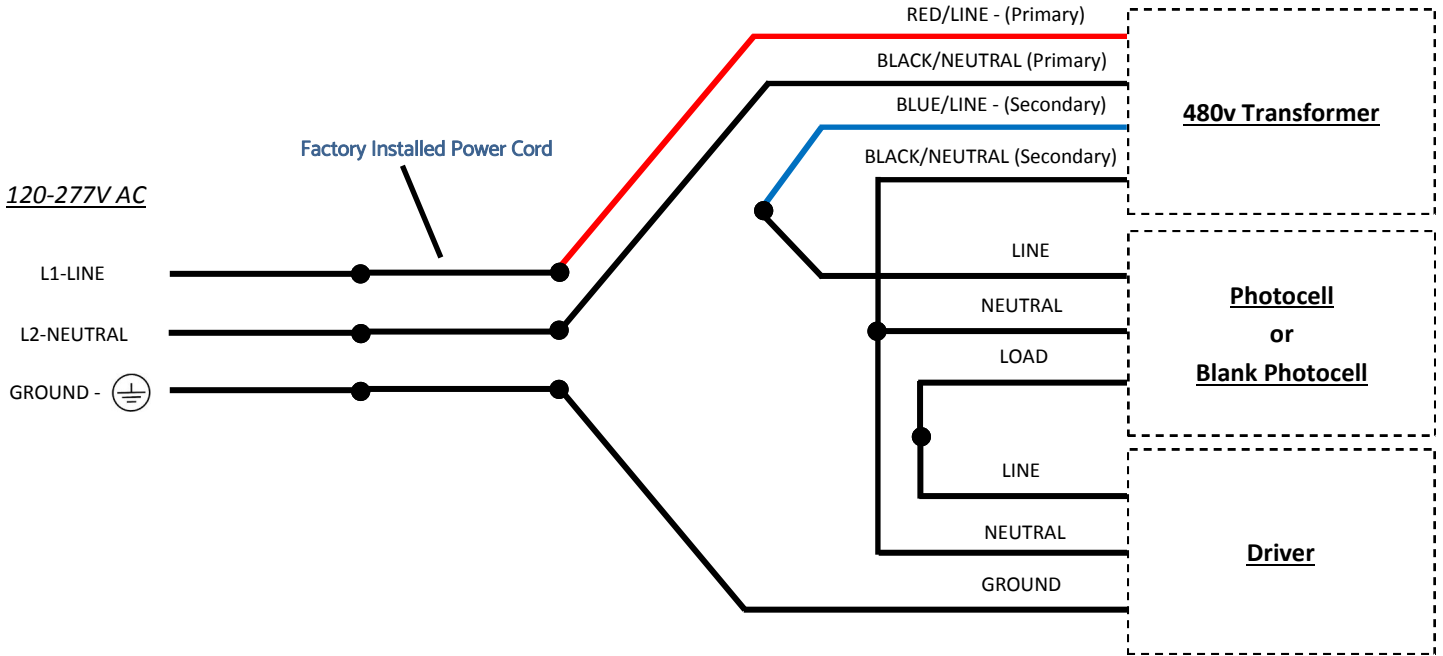 RED/LINE - (Primary)
BLACK/NEUTRAL (Primary)
BLUE/LINE - (Secondary)
BLACK/NEUTRAL (Secondary)
480v Transformer
Factory Installed Power Cord
120-277V AC
L1-LINE
L2-NEUTRAL
GROUND -
LINE
NEUTRAL
LOAD
Photocell
or
Blank Photocell
LINE
NEUTRAL
GROUND
Driver